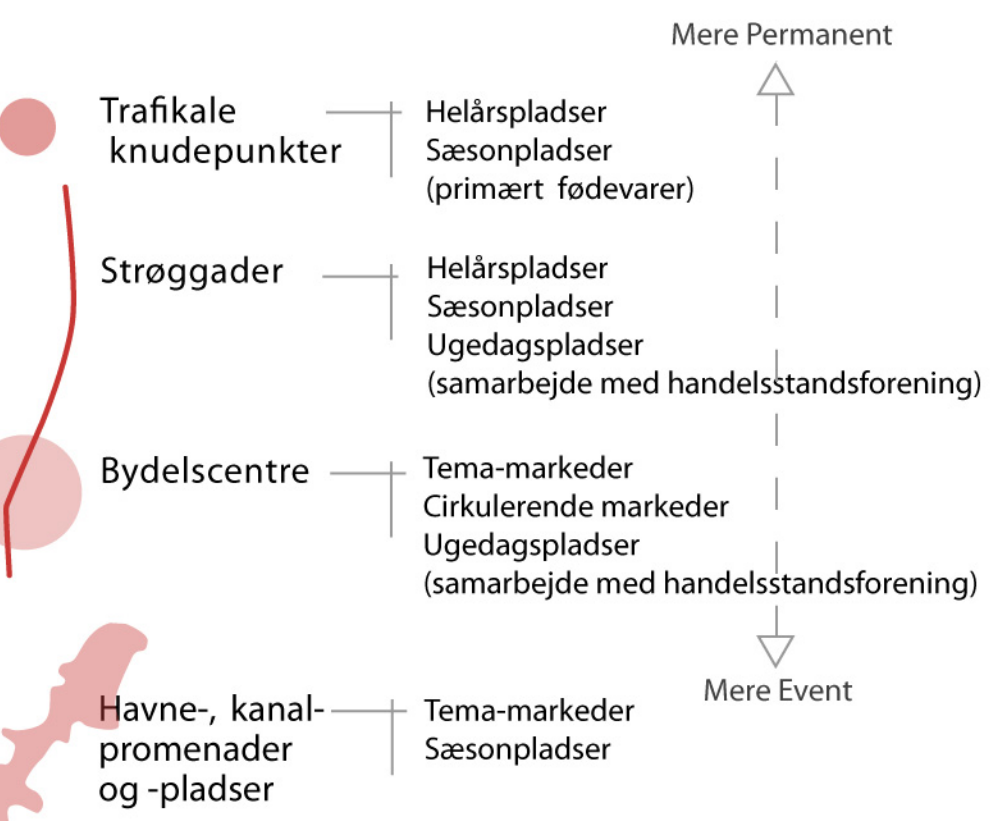 Mere Permanent
Trafikale
knudepunkter
Helårspladser
Sæsonpladser
(primært fødevarer)
Strøggader
Helårspladser
Sæsonpladser
Ugedagspladser
(samarbejde med handelsstandsforening)
Bydelscentre
Tema-markeder
Cirkulerende markeder
Ugedagspladser
(samarbejde med handelsstandsforening)
Mere Event
Havne-, kanal-
promenader
og -pladser
Tema-markeder
Sæsonpladser